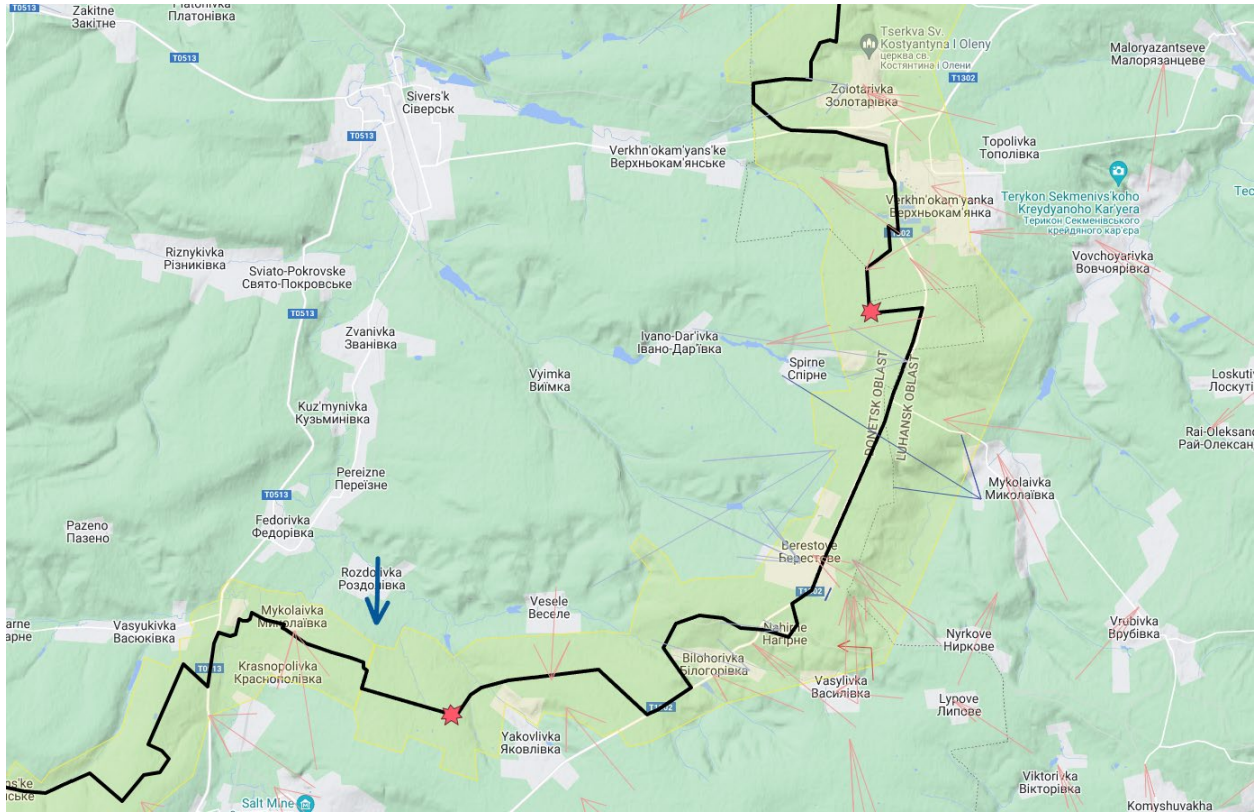 T0513
Zakitne
Закітне
Platonivka
Платонівка
T0513
Sivers'k
Сіверськ
T0513
Tserkva Sv.
Kostyantyna I Oleny
церква св.
Костянтина і Олени
T1302
Zolotarivka
Золотарівка
Maloryazantseve
Малорязанцеве
Topolivka
Тополівка
Verkhn'okam'yans'ke
Верхньокам'янське
Verkhn'okam'yanka
Верхньокам'янка
T1302
Terykon Sekmenivs'koho
Kreydyanoho Kar'yera
Терикон Секменівського
крейдяного кар'єра
Vovchoyarivka
Вовчоярівка
Riznykivka
Різниківка
Sviato-Pokrovske
Свято-Покровське
T0513
Zvanivka
Званівка
Ivano-Dar'ivka
Івано-Дар'ївка
Spirne
Спірне
Vyimka
Виїмка
DONETSK OBLAST
LUHANSK OBLAST
Kuz'mynivka
Кузьминівка
Mykolaivka
Миколаївка
Pereizne
Переїзне
T0513
Pazeno
Пазено
Fedorivka
Федорівка
Berestove
Берестове
T1302
Rozdolivka
Роздолівка
Vesele
Веселе
Mykolaivka
Миколаївка
Vasyukivka
Васюківка
Nahirne
Нагірне
Nyrkove
Ниркове
Vrubivka
Врубівка
T0513
Krasnopolivka
Краснополівка
Bilohorivka
Білогорівка
Vasylivka
Василівка
Lypove
Липове
T1302
Yakovlivka
Яковлівка
Viktorivka
Вікторівка
Salt Mine
Komyshuvakha